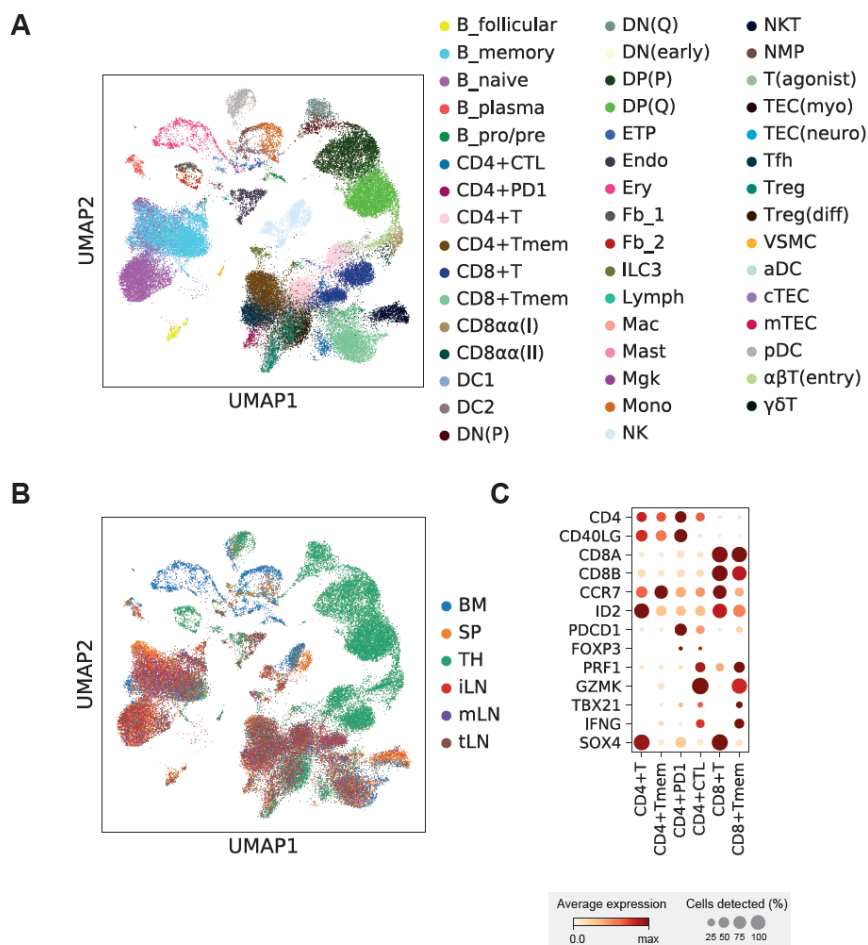 A
UMAP2
UMAP1
B_follicular
B_memory
B_naive
B_plasma
B_pro/pre
CD4+CTL
CD4+PD1
CD4+T
CD4+Tmem
CD8+T
CD8+Tmem
CD8αα(I)
CD8αα(II)
DC1
DC2
DN(P)
DN(Q)
DN(early)
DP(P)
DP(Q)
ETP
Endo
Ery
Fb_1
Fb_2
ILC3
Lymph
Mac
Mast
Mgk
Mono
NK
NKT
NMP
T(agonist)
TEC(myo)
TEC(neuro)
Tfh
Treg
Treg(diff)
VSMC
aDC
cTEC
mTEC
pDC
αβT(entry)
γδT
B
UMAP2
UMAP1
BM
SP
TH
iLN
mLN
tLN
C
CD4
CD40LG
CD8A
CD8B
CCR7
ID2
PDCD1
FOXP3
PRF1
GZMK
TBX21
IFNG
SOX4
CD4+T
CD4+Tmem
CD4+PD1
CD4+CTL
CD8+T
CD8+Tmem
Average expression
0.0 max
Cells detected (%)
25 50 75 100